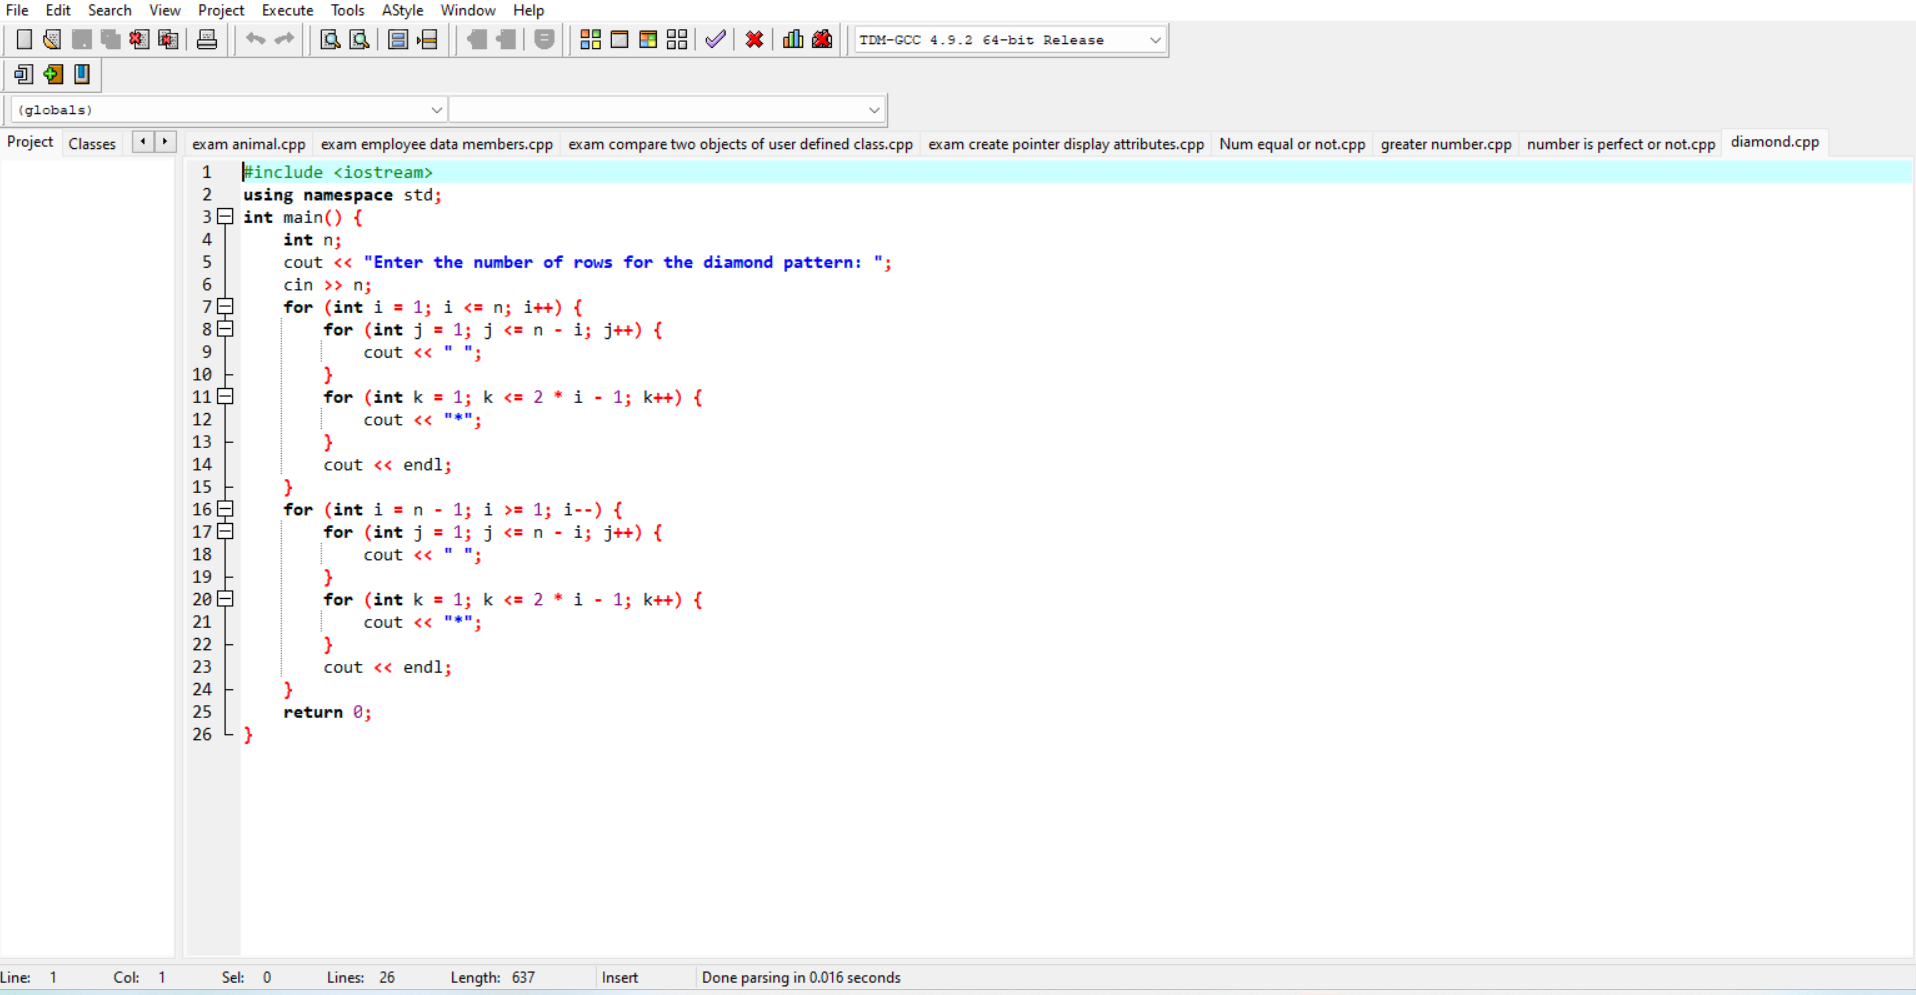 File Edit Search View Project Execute Tools AStyle Window Help
TDM-GCC 4.9.2 64-bit Release
(globals)
Project Classes exam animal.cpp exam employee data members.cpp exam compare two objects of user defined class.cpp exam create pointer display attributes.cpp Num equal or not.cpp greater number.cpp number is perfect or not.cpp diamond.cpp
1 #include <iostream>
2 using namespace std;
3 int main() {
4     int n;
5     cout << "Enter the number of rows for the diamond pattern: ";
6     cin >> n;
7     for (int i = 1; i <= n; i++) {
8         for (int j = 1; j <= n - i; j++) {
9             cout << " ";
10         }
11         for (int k = 1; k <= 2 * i - 1; k++) {
12             cout << "*";
13         }
14         cout << endl;
15     }
16     for (int i = n - 1; i >= 1; i--) {
17         for (int j = 1; j <= n - i; j++) {
18             cout << " ";
19         }
20         for (int k = 1; k <= 2 * i - 1; k++) {
21             cout << "*";
22         }
23         cout << endl;
24     }
25     return 0;
26 }
Line: 1 Col: 1 Sel: 0 Lines: 26 Length: 637 Insert Done parsing in 0.016 seconds